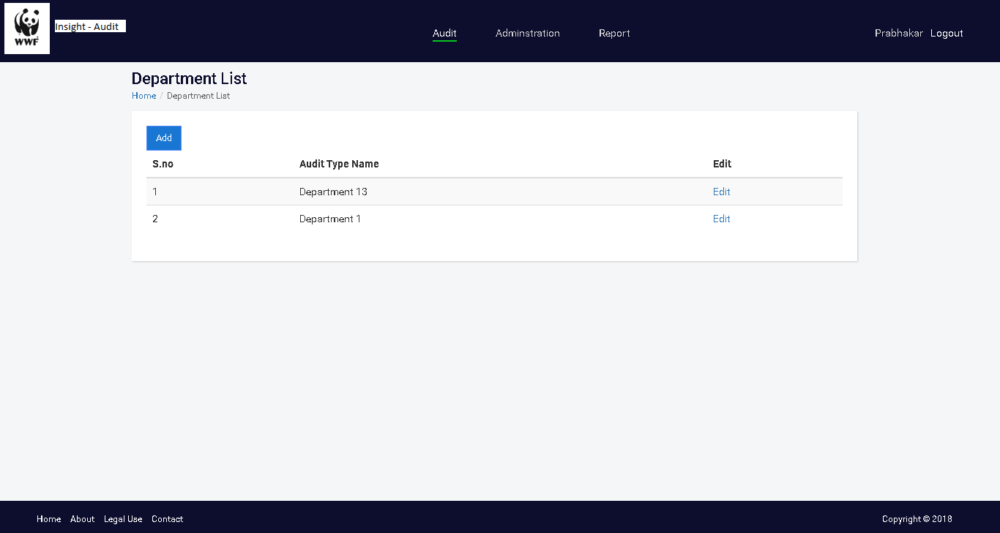 WWF
Insight - Audit
Audit Adminstration Report
Prabhakar Logout
Department List
Home / Department List
Add
S.no Audit Type Name Edit
1 Department 13 Edit
2 Department 1 Edit
Home About Legal Use Contact
Copyright © 2018